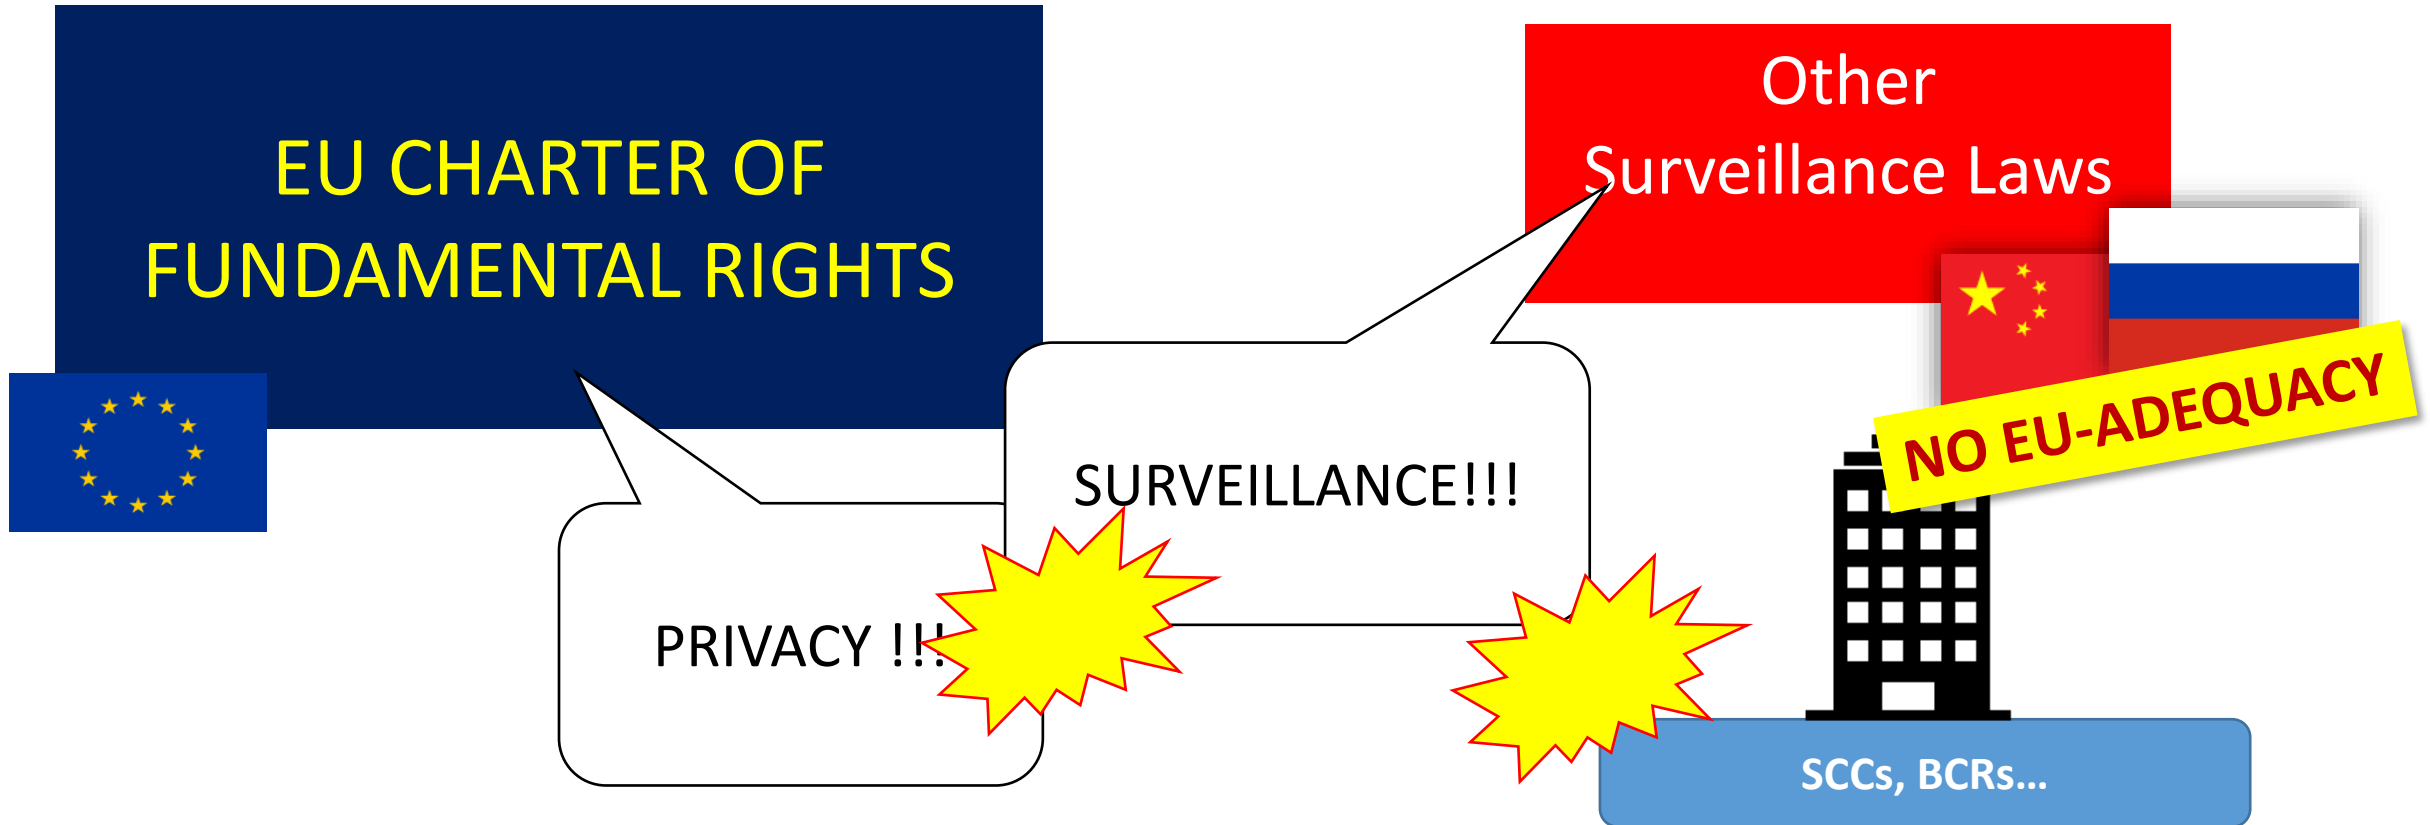 EU CHARTER OF
FUNDAMENTAL RIGHTS
Other
Surveillance Laws
NO EU-ADEQUACY
SURVEILLANCE!!!
PRIVACY !!!
SCCs, BCRs...